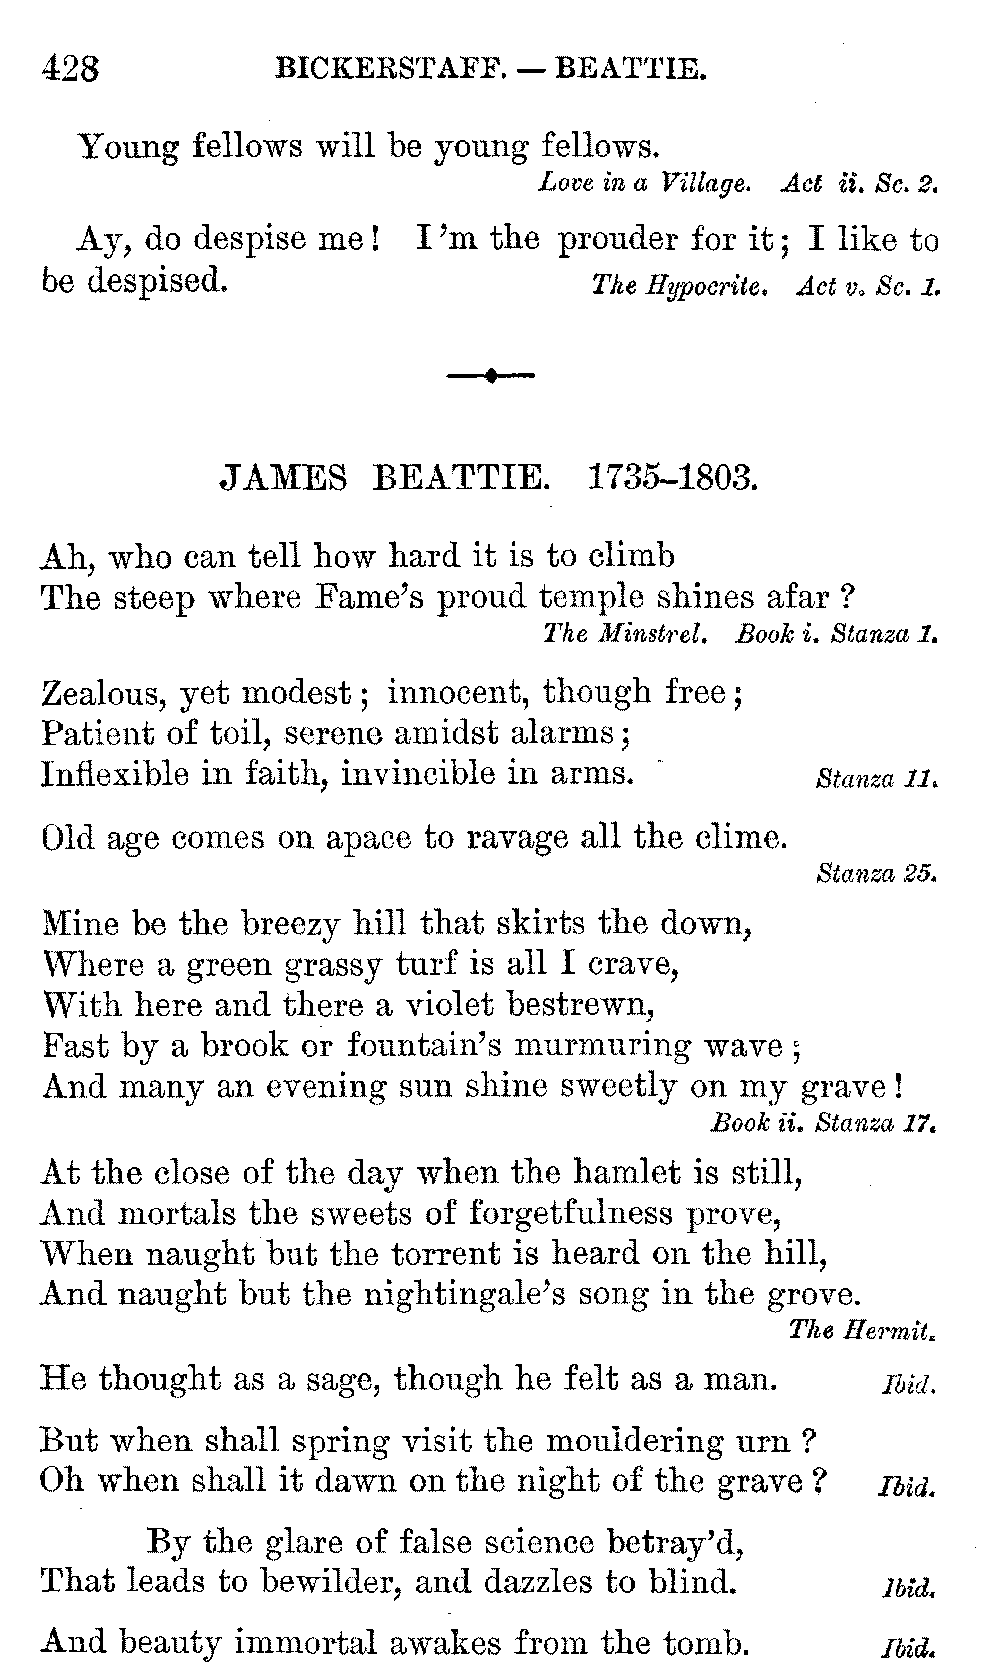 428 BICKERSTAFF. — BEATTIE.
Young fellows will be young fellows.
Love in a Village. Act ii. Sc. 2.
Ay, do despise me! I 'm the prouder for it; I like to
be despised. The Hypocrite. Act v. Sc. 1.
JAMES BEATTIE. 1735–1803.
Ah, who can tell how hard it is to climb
The steep where Fame's proud temple shines afar?
The Minstrel. Book i. Stanza 1.
Zealous, yet modest; innocent, though free;
Patient of toil, serene amidst alarms;
Inflexible in faith, invincible in arms. Stanza 11.
Old age comes on apace to ravage all the clime.
Stanza 25.
Mine be the breezy hill that skirts the down,
Where a green grassy turf is all I crave,
With here and there a violet bestrewn,
Fast by a brook or fountain's murmuring wave;
And many an evening sun shine sweetly on my grave!
Book ii. Stanza 17.
At the close of the day when the hamlet is still,
And mortals the sweets of forgetfulness prove,
When naught but the torrent is heard on the hill,
And naught but the nightingale's song in the grove.
The Hermit.
He thought as a sage, though he felt as a man. Ibid.
But when shall spring visit the mouldering urn?
Oh when shall it dawn on the night of the grave? Ibid.
By the glare of false science betray'd,
That leads to bewilder, and dazzles to blind. Ibid.
And beauty immortal awakes from the tomb. Ibid.